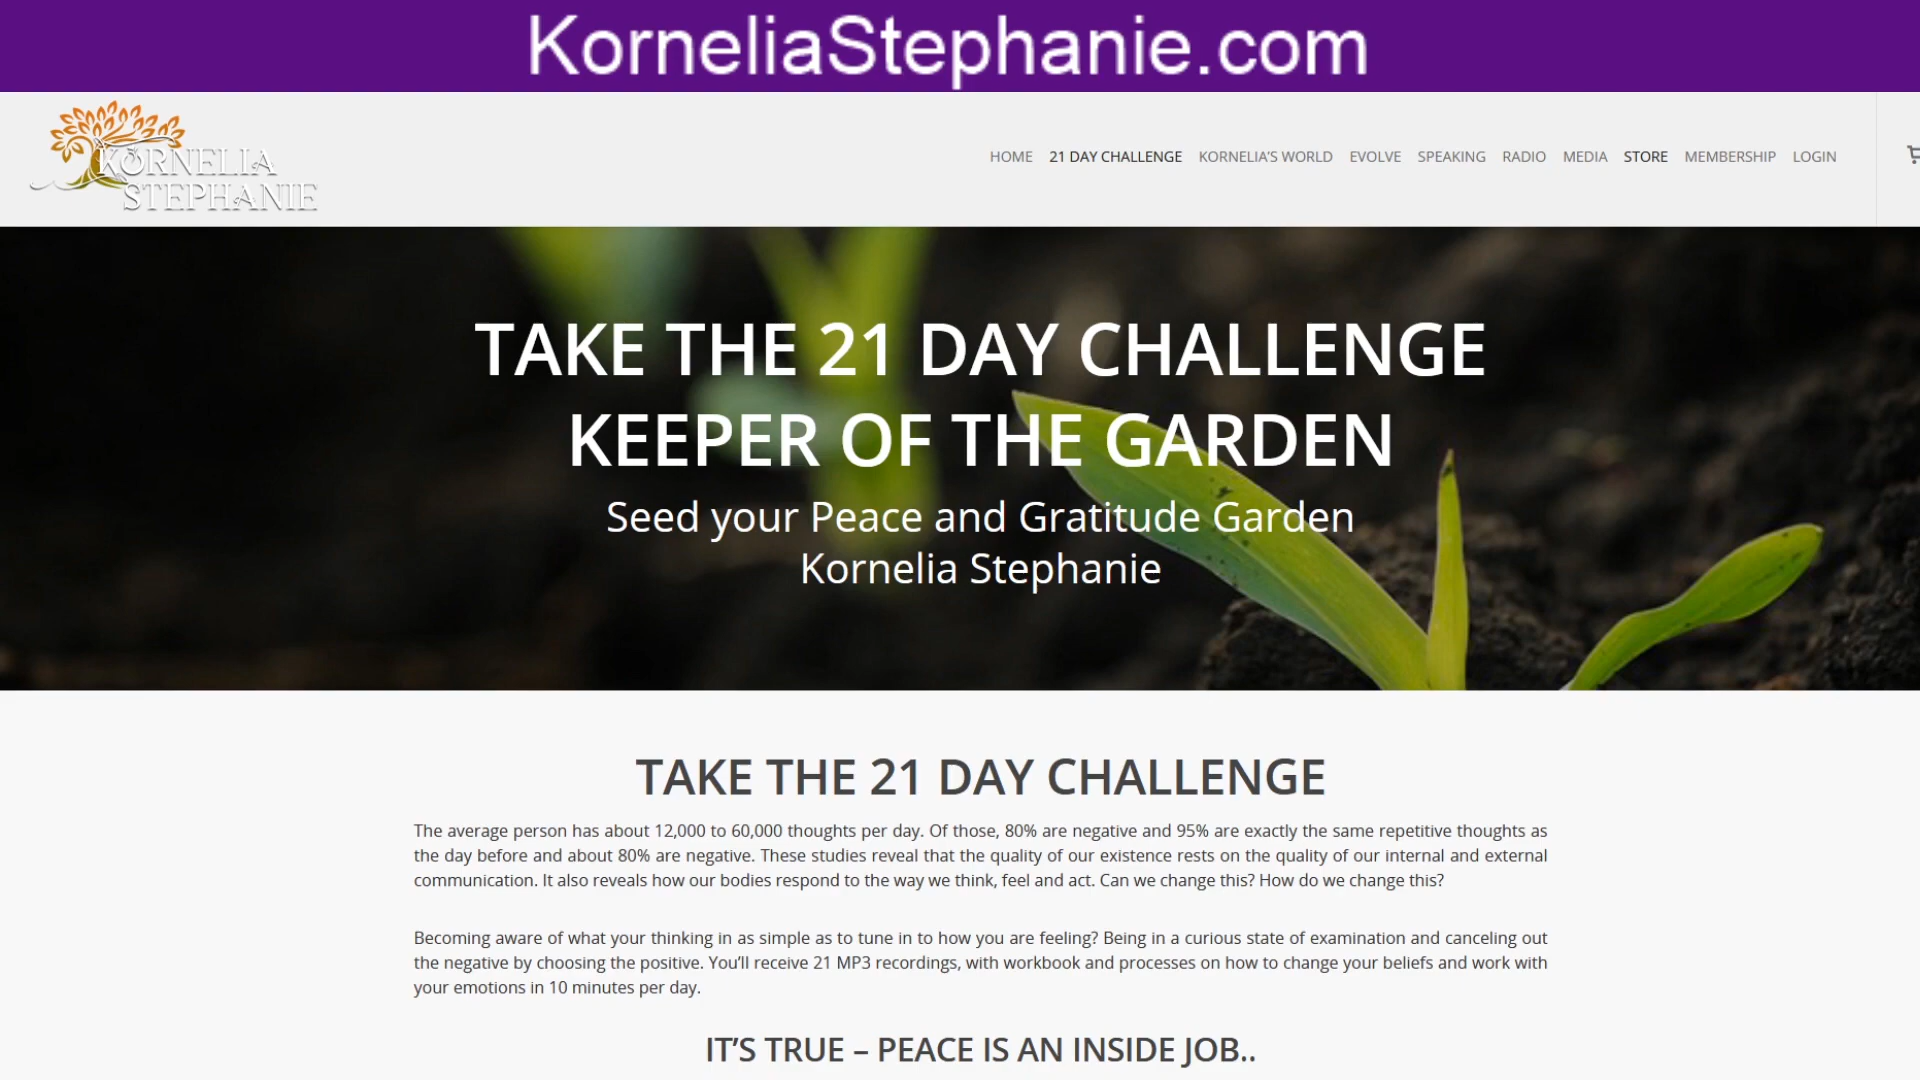 KorneliaStephanie.com
KORNELIA
STEPHANIE
HOME 21 DAY CHALLENGE KORNELIA'S WORLD EVOLVE SPEAKING RADIO MEDIA STORE MEMBERSHIP LOGIN
TAKE THE 21 DAY CHALLENGE
KEEPER OF THE GARDEN
Seed your Peace and Gratitude Garden
Kornelia Stephanie
TAKE THE 21 DAY CHALLENGE
The average person has about 12,000 to 60,000 thoughts per day. Of those, 80% are negative and 95% are exactly the same repetitive thoughts as
the day before and about 80% are negative. These studies reveal that the quality of our existence rests on the quality of our internal and external
communication. It also reveals how our bodies respond to the way we think, feel and act. Can we change this? How do we change this?
Becoming aware of what your thinking in as simple as to tune in to how you are feeling? Being in a curious state of examination and canceling out
the negative by choosing the positive. You'll receive 21 MP3 recordings, with workbook and processes on how to change your beliefs and work with
your emotions in 10 minutes per day.
IT'S TRUE – PEACE IS AN INSIDE JOB..